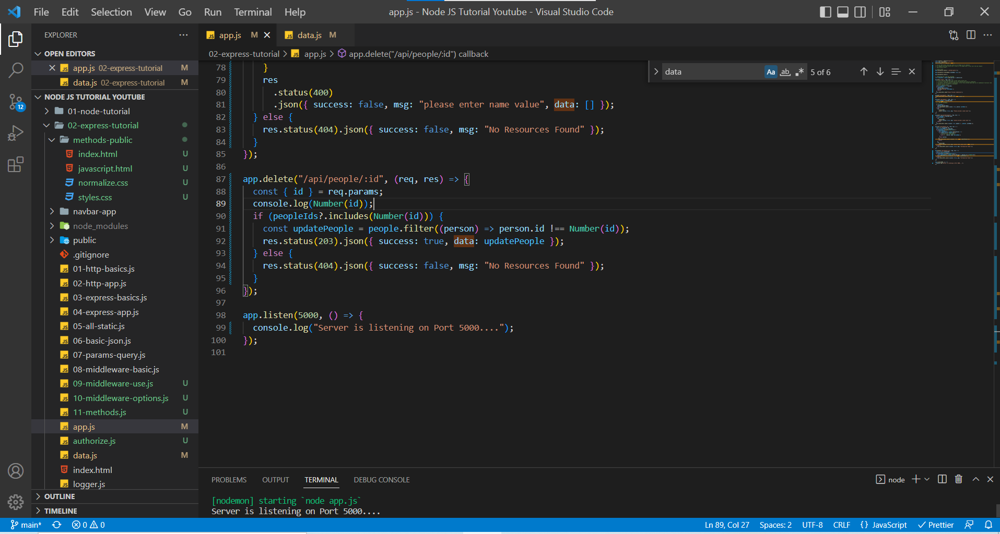 File Edit Selection View Go Run Terminal Help
app.js - Node JS Tutorial Youtube - Visual Studio Code
EXPLORER
OPEN EDITORS
app.js 02-express-tutorial M
data.js 02-express-tutorial M
NODE JS TUTORIAL YOUTUBE
01-node-tutorial
02-express-tutorial
methods-public
index.html U
javascript.html U
normalize.css U
styles.css U
navbar-app
node_modules
public
.gitignore
01-http-basics.js
02-http-app.js
03-express-basics.js
04-express-app.js
05-all-static.js
06-basic-json.js
07-params-query.js
08-middleware-basic.js
09-middleware-use.js U
10-middleware-options.js U
11-methods.js U
app.js M
authorize.js U
data.js M
index.html
logger.js
OUTLINE
TIMELINE
12
app.js M
data.js M
02-express-tutorial > app.js > app.delete("/api/people/:id") callback
data
Aa ab .*
5 of 6
78 }
79 res
80 .status(400)
81 .json({ success: false, msg: "please enter name value", data: [] });
82 } else {
83 res.status(404).json({ success: false, msg: "No Resources Found" });
84 }
85 });
86
87 app.delete("/api/people/:id", (req, res) => {
88 const { id } = req.params;
89 console.log(Number(id));
90 if (peopleIds?.includes(Number(id))) {
91 const updatePeople = people.filter((person) => person.id !== Number(id));
92 res.status(203).json({ success: true, data: updatePeople });
93 } else {
94 res.status(404).json({ success: false, msg: "No Resources Found" });
95 }
96 });
97
98 app.listen(5000, () => {
99 console.log("Server is listening on Port 5000....");
100 });
101
PROBLEMS OUTPUT TERMINAL DEBUG CONSOLE
node
[nodemon] starting `node app.js`
Server is listening on Port 5000....
main* 0 0
Ln 89, Col 27 Spaces: 2 UTF-8 CRLF {} JavaScript Prettier